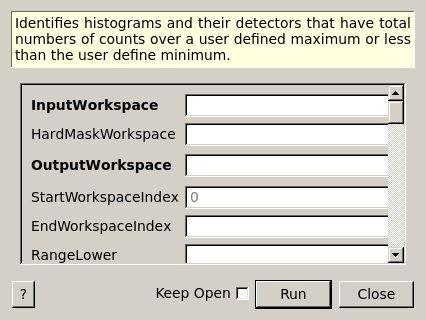 Identifies histograms and their detectors that have total
numbers of counts over a user defined maximum or less
than the user define minimum.
InputWorkspace
HardMaskWorkspace
OutputWorkspace
StartWorkspaceIndex 0
EndWorkspaceIndex
RangeLower
? Keep Open Run Close